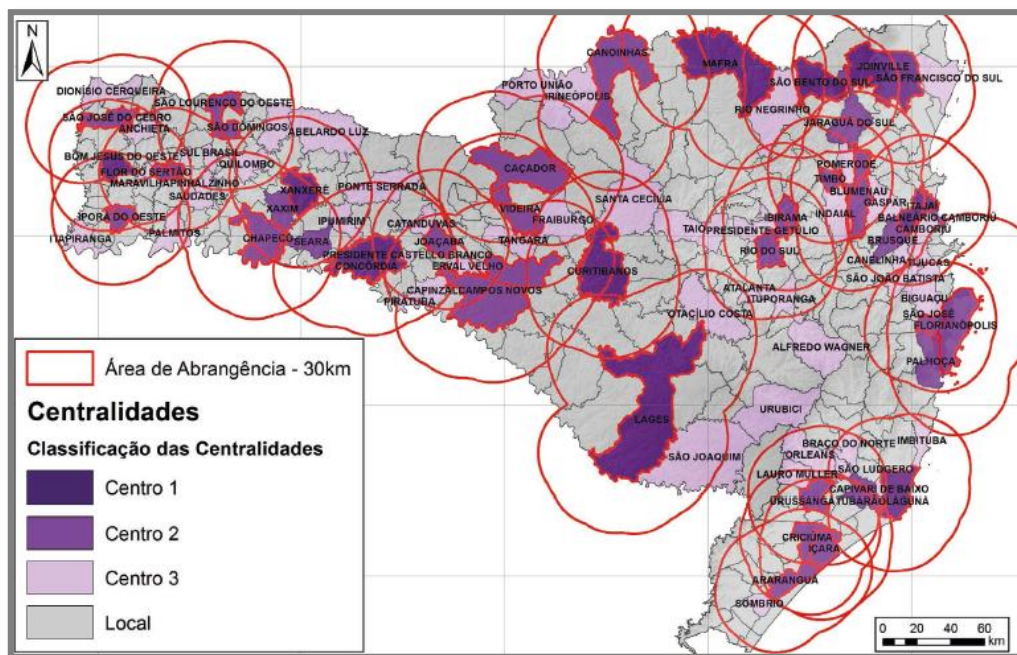 N
CANOINHAS
MAFRA
JOINVILLE
SÃO BENTO DO SUL
SÃO FRANCISCO DO SUL
PORTO UNIÃO
IRINEÓPOLIS
RIO NEGRINHO
JARAGUÁ DO SUL
DIONÍSIO CERQUEIRA
SÃO LOURENÇO DO OESTE
SÃO JOSÉ DO CEDRO
ANCHIETA
SÃO DOMINGOS
ABELARDO LUZ
BOM JESUS DO OESTE
SUL BRASIL
FLOR DO SERTÃO
QUILOMBO
MARAVILHA
PINHALZINHO
SAUDADES
XANXERÊ
PONTE SERRADA
CAÇADOR
POMERODE
TIMBÓ
BLUMENAU
XAXIM
VIDEIRA
FRAIBURGO
SANTA CECÍLIA
GASPAR
ITAJAÍ
IPORÃ DO OESTE
IPUMIRIM
CATANDUVAS
IBIRAMA
INDAIAL
BALNEÁRIO CAMBORIÚ
ITAPIRANGA
PALMITOS
CHAPECÓ
SEARA
JOAÇABA
TANGARÁ
TAIÓ
PRESIDENTE GETÚLIO
CAMBORIÚ
BRUSQUE
RIO DO SUL
PRESIDENTE CASTELLO BRANCO
CONCÓRDIA
ERVAL VELHO
CURITIBANOS
CANELINHA
TIJUCAS
SÃO JOÃO BATISTA
CAPINZAL
CAMPOS NOVOS
PIRATUBA
ATALANTA
ITUPORANGA
BIGUAÇU
OTACÍLIO COSTA
SÃO JOSÉ
FLORIANÓPOLIS
ALFREDO WAGNER
PALHOÇA
URUBICI
LAGES
SÃO JOAQUIM
BRAÇO DO NORTE
IMBITUBA
ORLEANS
LAURO MULLER
SÃO LUDGERO
CAPIVARI DE BAIXO
URUSSANGA
TUBARÃO
LAGUNA
CRICIÚMA
IÇARA
ARARANGUÁ
SOMBRIO
Área de Abrangência - 30km
Centralidades
Classificação das Centralidades
Centro 1
Centro 2
Centro 3
Local
0 20 40 60
km